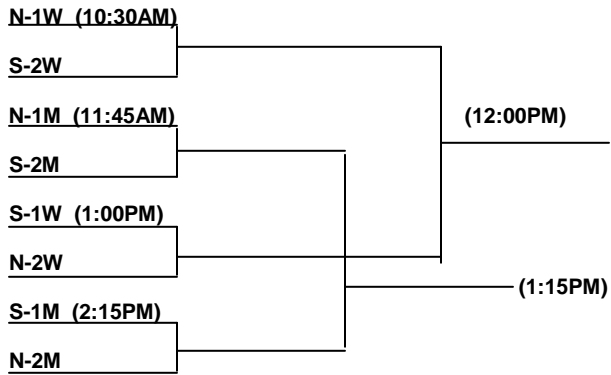 N-1W (10:30AM)
S-2W
N-1M (11:45AM)
(12:00PM)
S-2M
S-1W (1:00PM)
N-2W
(1:15PM)
S-1M (2:15PM)
N-2M